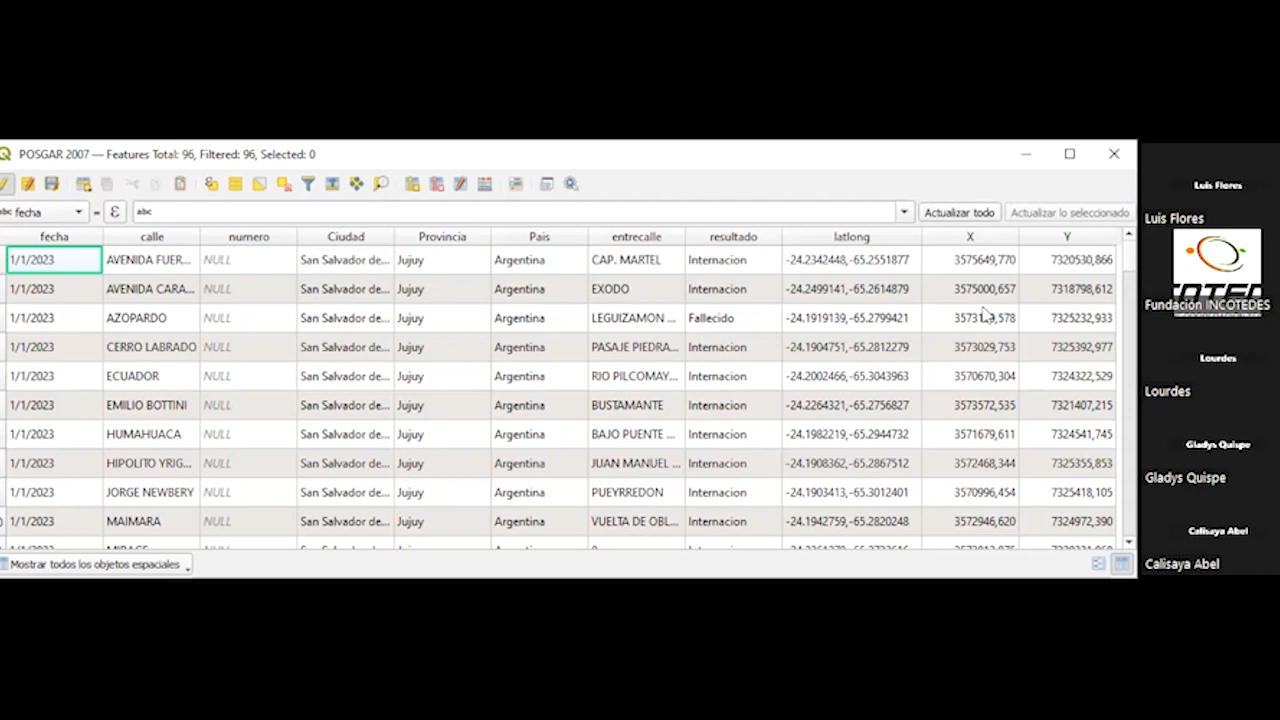 POSGAR 2007 — Features Total: 96, Filtered: 96, Selected: 0
abc fecha = ε abc Actualizar todo Actualizar lo seleccionado
fecha calle numero Ciudad Provincia Pais entrecalle resultado latlong X Y
1/1/2023 AVENIDA FUER... NULL San Salvador de... Jujuy Argentina CAP. MARTEL Internacion -24.2342448,-65.2551877 3575649,770 7320530,866
1/1/2023 AVENIDA CARA... NULL San Salvador de... Jujuy Argentina EXODO Internacion -24.2499141,-65.2614879 3575000,657 7318798,612
1/1/2023 AZOPARDO NULL San Salvador de... Jujuy Argentina LEGUIZAMON ... Fallecido -24.1919139,-65.2799421 7325232,933
1/1/2023 CERRO LABRADO NULL San Salvador de... Jujuy Argentina PASAJE PIEDRA... Internacion -24.1904751,-65.2812279 3573029,753 7325392,977
1/1/2023 ECUADOR NULL San Salvador de... Jujuy Argentina RIO PILCOMAY... Internacion -24.2002466,-65.3043963 3570670,304 7324322,529
1/1/2023 EMILIO BOTTINI NULL San Salvador de... Jujuy Argentina BUSTAMANTE Internacion -24.2264321,-65.2756827 3573572,535 7321407,215
1/1/2023 HUMAHUACA NULL San Salvador de... Jujuy Argentina BAJO PUENTE ... Internacion -24.1982219,-65.2944732 3571679,611 7324541,745
1/1/2023 HIPOLITO YRIG... NULL San Salvador de... Jujuy Argentina JUAN MANUEL ... Internacion -24.1908362,-65.2867512 3572468,344 7325355,853
1/1/2023 JORGE NEWBERY NULL San Salvador de... Jujuy Argentina PUEYRREDON Internacion -24.1903413,-65.3012401 3570996,454 7325418,105
1/1/2023 MAIMARA NULL San Salvador de... Jujuy Argentina VUELTA DE OBL... Internacion -24.1942759,-65.2820248 3572946,620 7324972,390
Mostrar todos los objetos espaciales
Luis Flores
Luis Flores
Fundación INCOTEDES
Lourdes
Lourdes
Gladys Quispe
Gladys Quispe
Calisaya Abel
Calisaya Abel